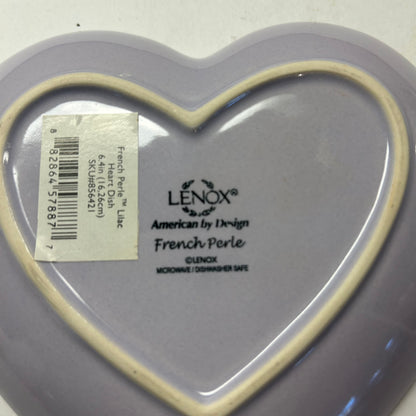 French Perle™ Lilac
Heart Dish
6.4in (16.26cm)
SKU#856421
8 82864 57887 7
LENOX®
American by Design
French Perle
©LENOX
MICROWAVE / DISHWASHER SAFE